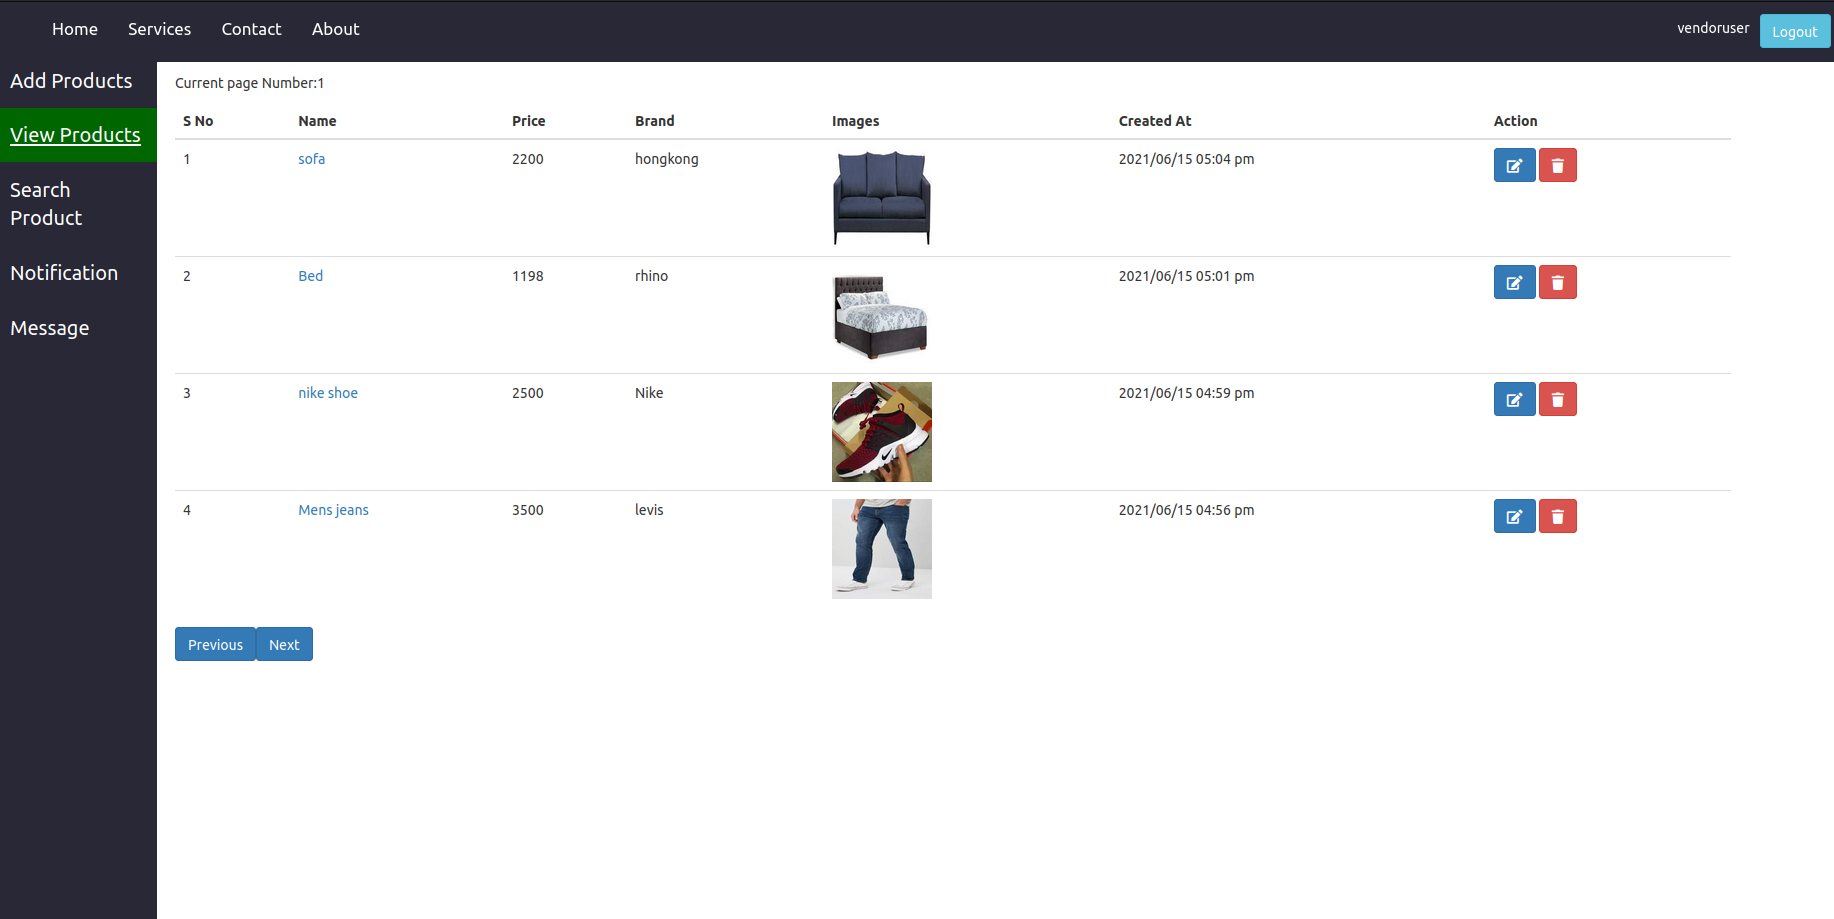 Home Services Contact About vendoruser Logout
Add Products
View Products
Search
Product
Notification
Message
Current page Number:1
S No Name Price Brand Images Created At Action
1 sofa 2200 hongkong 2021/06/15 05:04 pm
2 Bed 1198 rhino 2021/06/15 05:01 pm
3 nike shoe 2500 Nike 2021/06/15 04:59 pm
4 Mens jeans 3500 levis 2021/06/15 04:56 pm
Previous Next